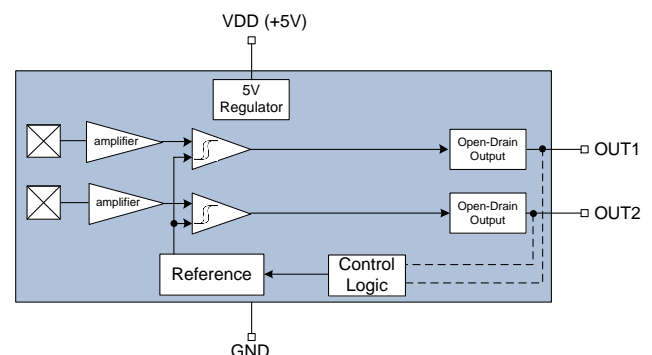 VDD (+5V)
5V
Regulator
amplifier
Open-Drain
Output
OUT1
amplifier
Open-Drain
Output
OUT2
Reference
Control
Logic
GND